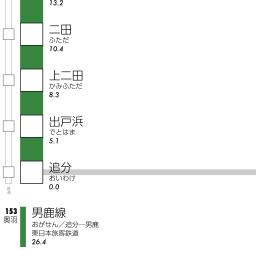 13.2
二田
ふただ
10.4
上二田
かみふただ
8.3
出戸浜
でとはま
5.1
追分
おいわけ
0.0
153
奥羽
男鹿線
おがせん／追分―男鹿
東日本旅客鉄道
26.4